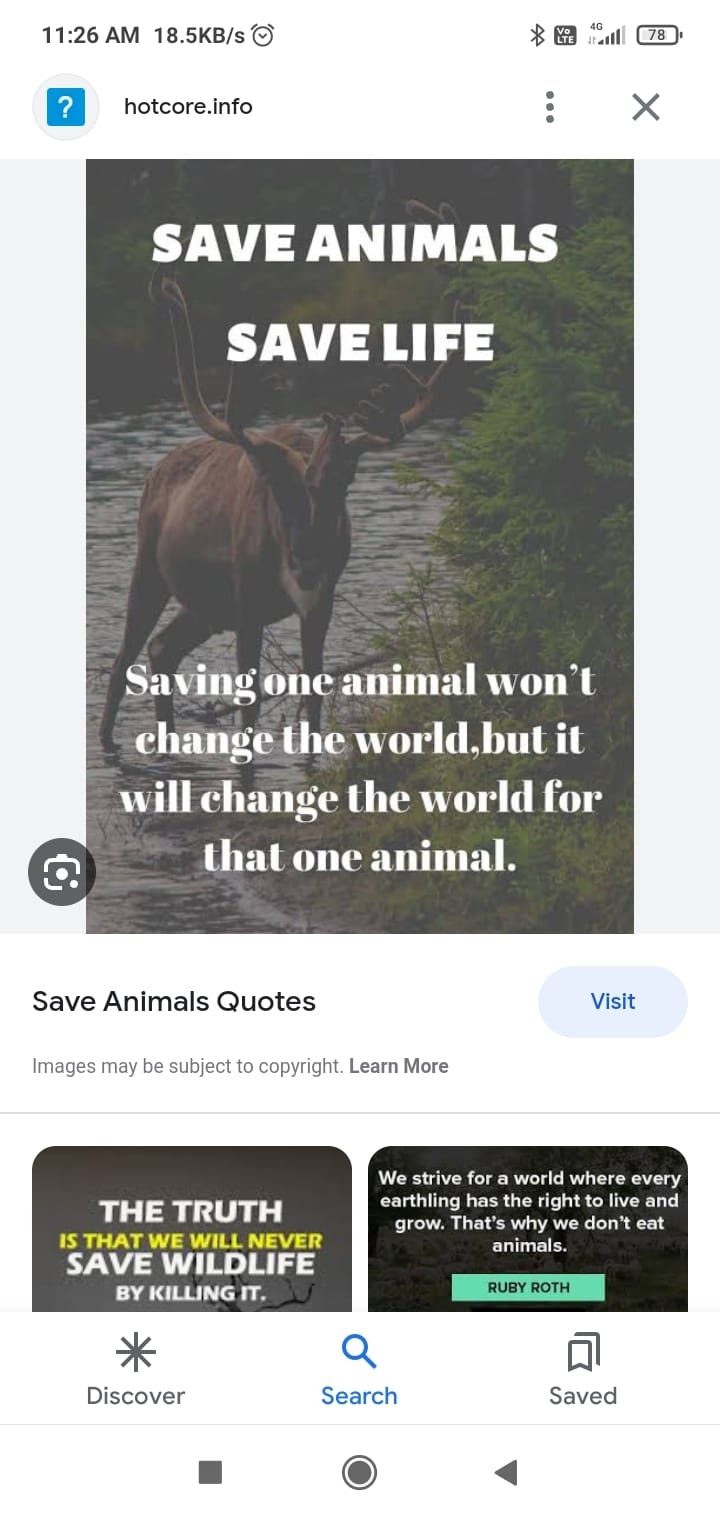 11:26 AM 18.5KB/s
Vo LTE 4G 78
? hotcore.info
SAVE ANIMALS
SAVE LIFE
Saving one animal won’t
change the world,but it
will change the world for
that one animal.
Save Animals Quotes
Visit
Images may be subject to copyright. Learn More
THE TRUTH
IS THAT WE WILL NEVER
SAVE WILDLIFE
BY KILLING IT.
We strive for a world where every
earthling has the right to live and
grow. That’s why we don’t eat
animals.
RUBY ROTH
Discover Search Saved